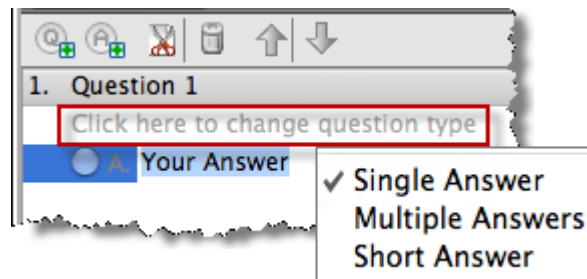 Q A
1. Question 1
Click here to change question type
A. Your Answer
✓ Single Answer
Multiple Answers
Short Answer